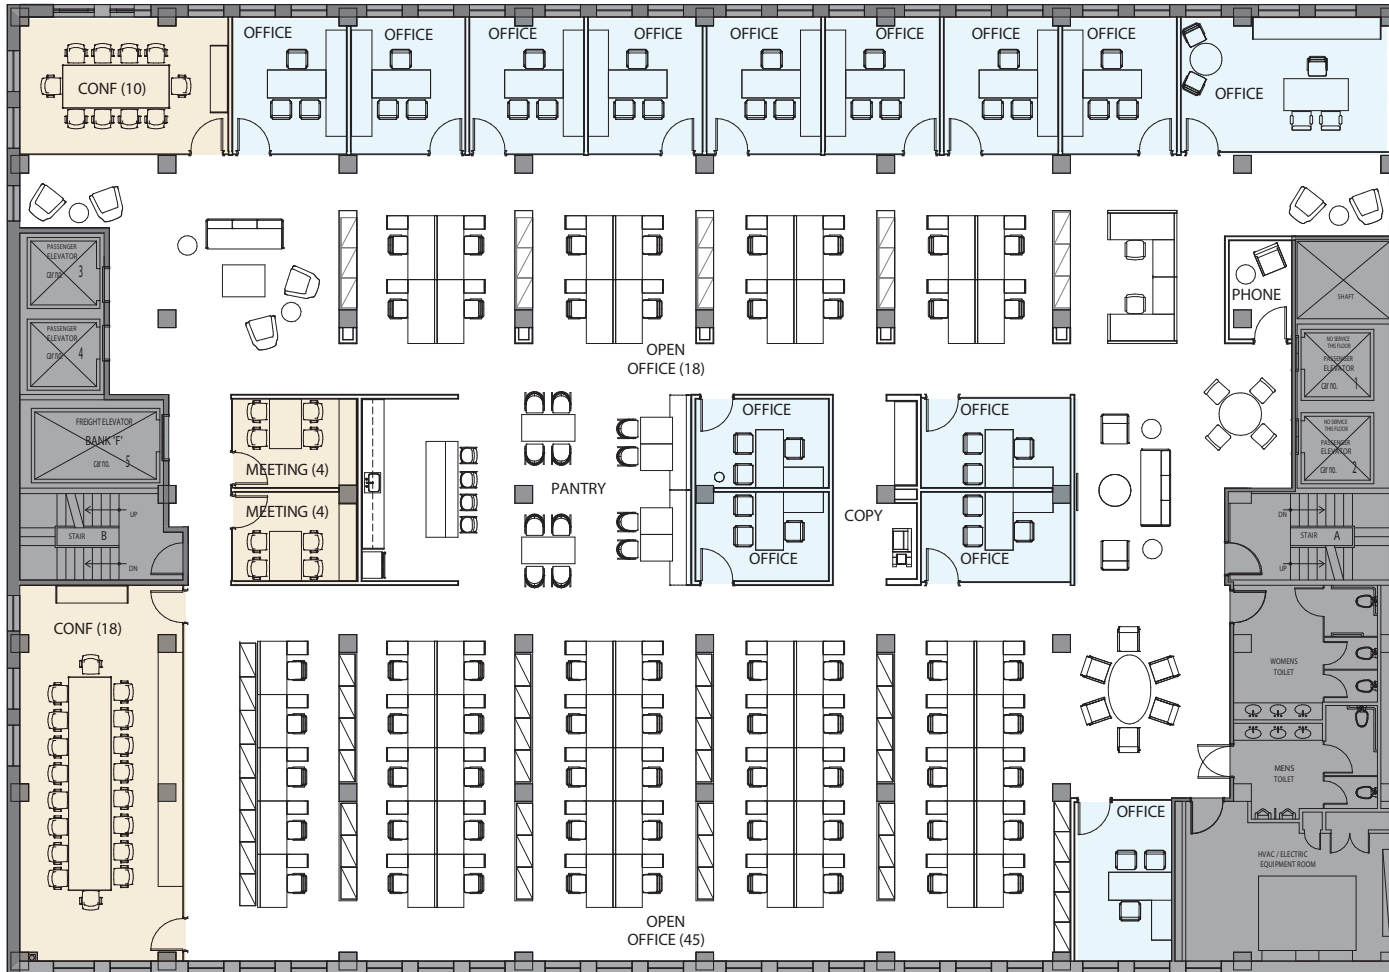 OFFICE
OFFICE
OFFICE
OFFICE
OFFICE
OFFICE
OFFICE
OFFICE
CONF (10)
OFFICE
PASSENGER
ELEVATOR
car no. 3
PASSENGER
ELEVATOR
car no. 4
PHONE
SHAFT
OPEN
OFFICE (18)
NO SERVICE
THIS FLOOR
PASSENGER
ELEVATOR
car no. 1
FREIGHT ELEVATOR
BANK 'F'
car no. 5
OFFICE
OFFICE
NO SERVICE
THIS FLOOR
PASSENGER
ELEVATOR
car no. 2
MEETING (4)
PANTRY
MEETING (4)
COPY
UP
STAIR B
DN
DN
STAIR A
UP
OFFICE
OFFICE
CONF (18)
WOMENS
TOILET
MENS
TOILET
OFFICE
HVAC / ELECTRIC
EQUIPMENT ROOM
OPEN
OFFICE (45)